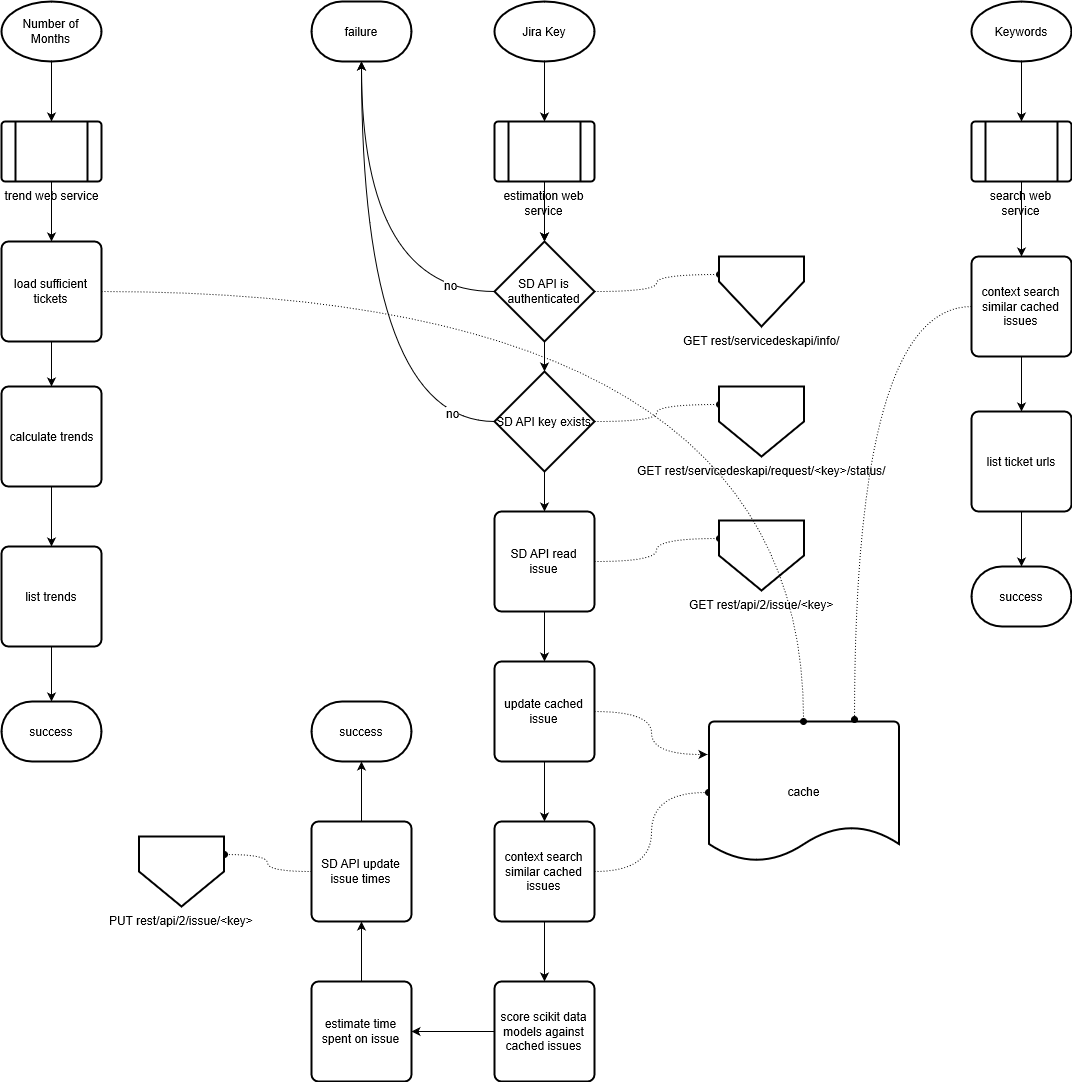 Number of
Months
failure
Jira Key
Keywords
trend web service
estimation web
service
search web
service
load sufficient
tickets
no
SD API is
authenticated
GET rest/servicedeskapi/info/
context search
similar cached
issues
calculate trends
no
SD API key exists
GET rest/servicedeskapi/request/<key>/status/
list ticket urls
list trends
SD API read
issue
GET rest/api/2/issue/<key>
success
success
success
update cached
issue
cache
SD API update
issue times
PUT rest/api/2/issue/<key>
context search
similar cached
issues
estimate time
spent on issue
score scikit data
models against
cached issues